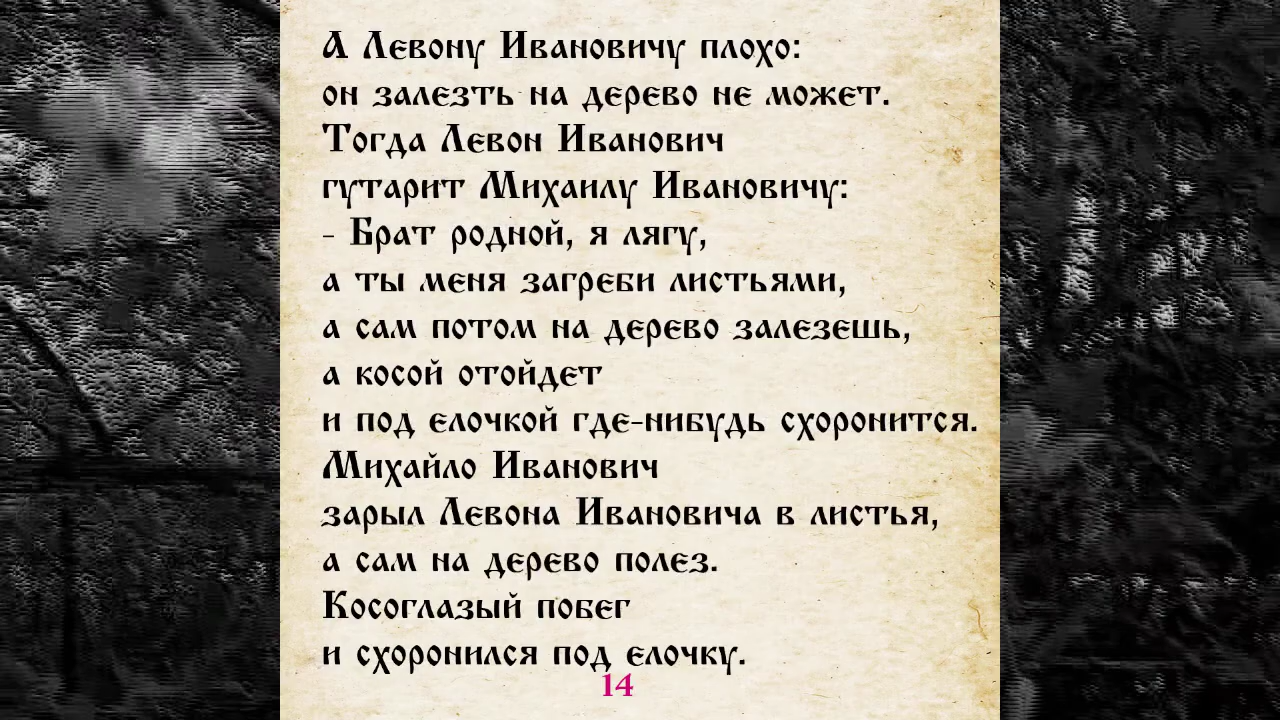 А Левону Ивановичу плохо:
он залезть на дерево не может.
Тогда Левон Иванович
гутарит Михаилу Ивановичу:
- Брат родной, я лягу,
а ты меня загреби листьями,
а сам потом на дерево залезешь,
а косой отойдет
и под елочкой где-нибудь схоронится.
Михайло Иванович
зарыл Левона Ивановича в листья,
а сам на дерево полез.
Косоглазый побег
и схоронился под елочку.
14